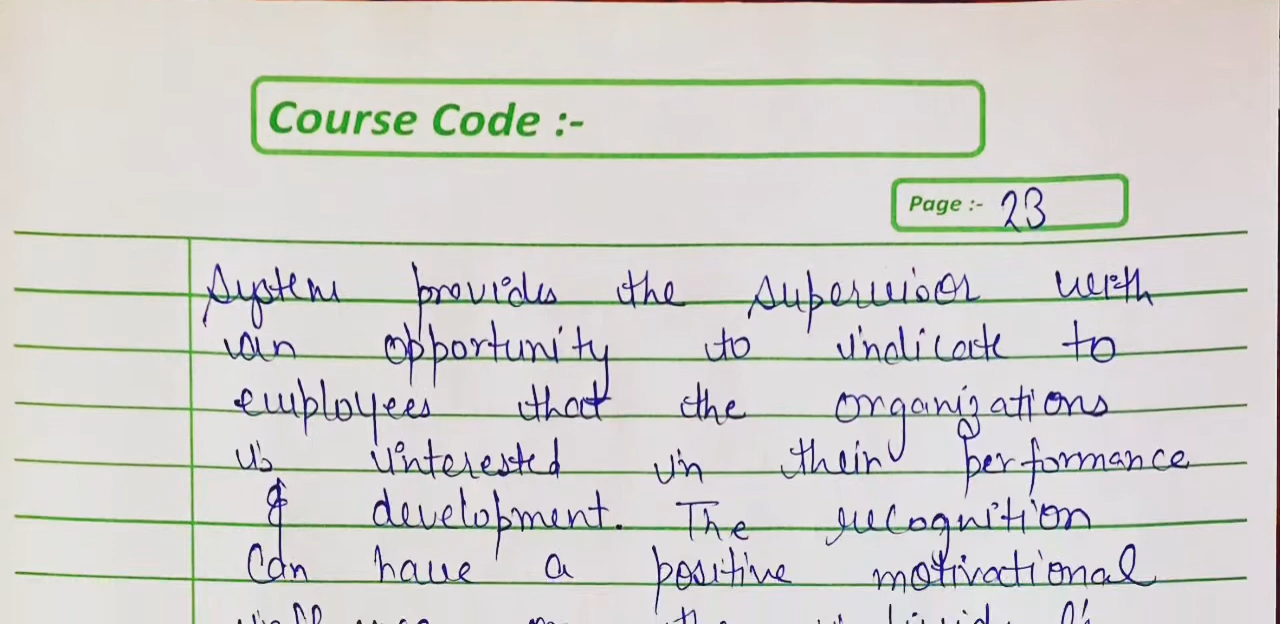 Course Code :-
Page :- 23
System provides the supervisor with
an opportunity to indicate to
employees that the organizations
is interested in their performance
& development. The recognition
can have a positive motivational
the